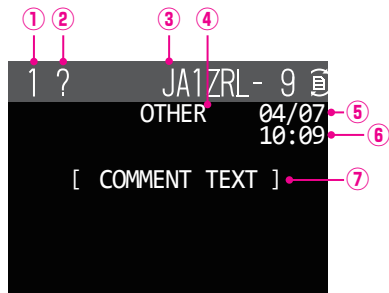 ① ② ③ ④
1 ? JA1ZRL- 9
OTHER 04/07 ⑤
10:09 ⑥
[ COMMENT TEXT ] ⑦